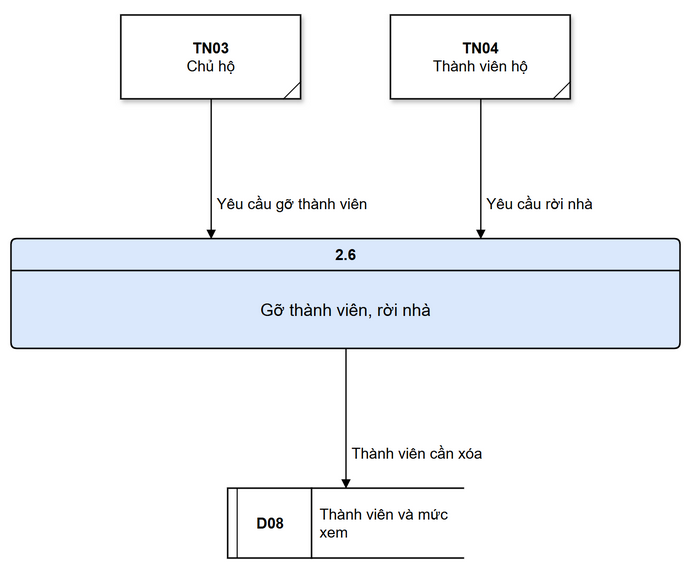 TN03
Chủ hộ
TN04
Thành viên hộ
Yêu cầu gỡ thành viên
Yêu cầu rời nhà
2.6
Gỡ thành viên, rời nhà
Thành viên cần xóa
D08
Thành viên và mức
xem